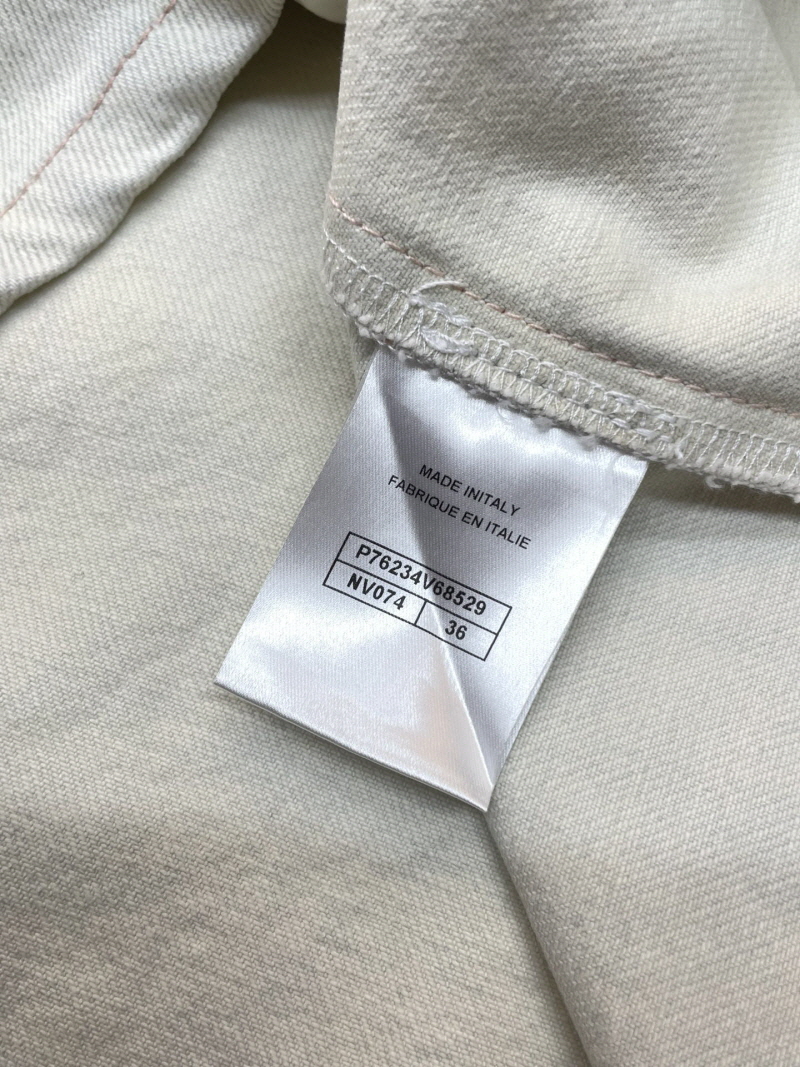 MADE INITALY
FABRIQUE EN ITALIE
P76234V68529
NV074 36